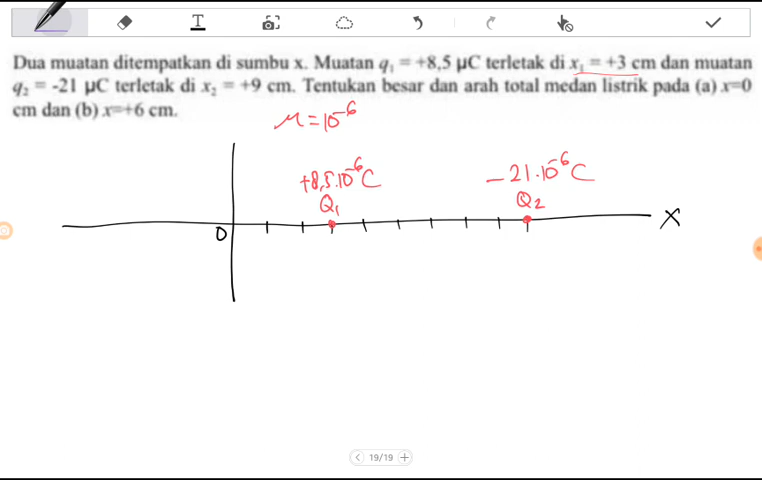 T
Dua muatan ditempatkan di sumbu x. Muatan q₁ = +8,5 µC terletak di x₁ = +3 cm dan muatan
q₂ = -21 µC terletak di x₂ = +9 cm. Tentukan besar dan arah total medan listrik pada (a) x=0
cm dan (b) x=+6 cm.
µ = 10⁻⁶
+8,5.10⁻⁶ C
-21.10⁻⁶ C
Q₁
Q₂
0
X
19/19